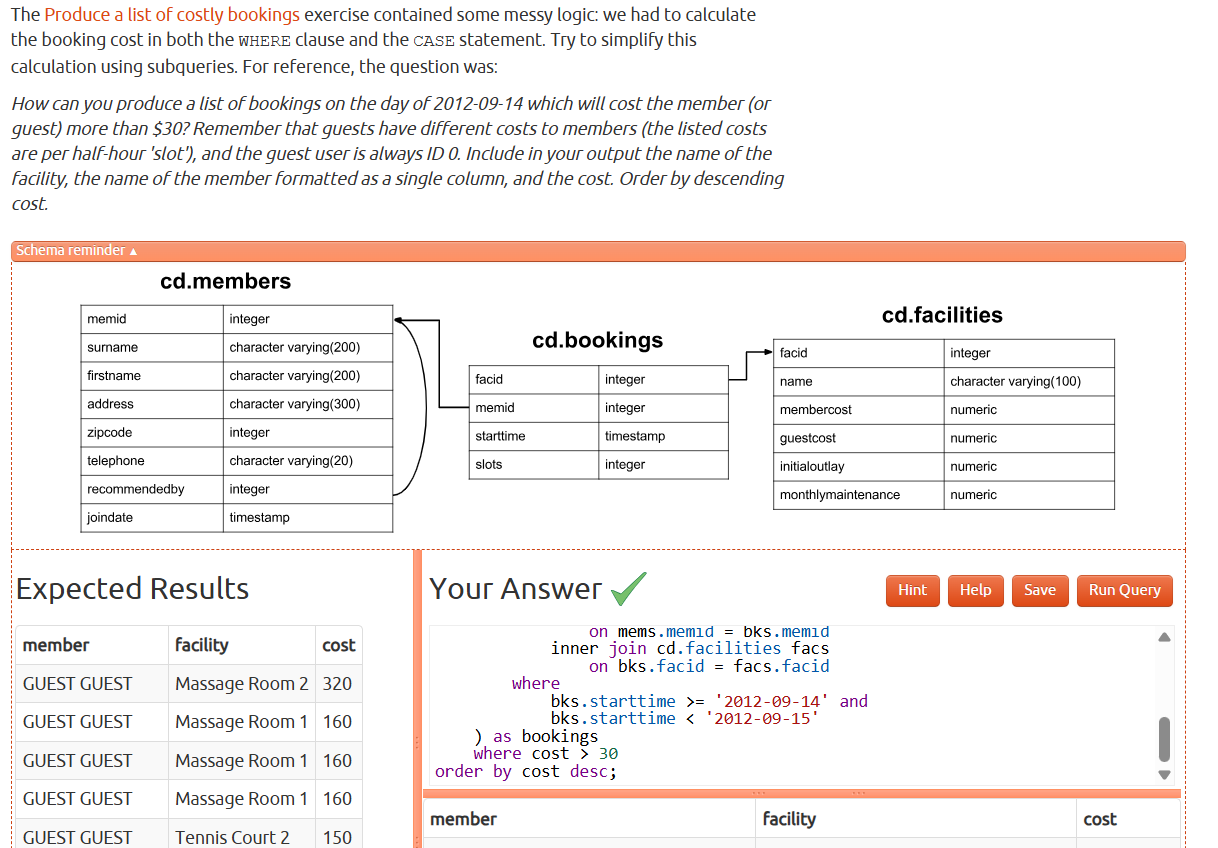 The Produce a list of costly bookings exercise contained some messy logic: we had to calculate
the booking cost in both the WHERE clause and the CASE statement. Try to simplify this
calculation using subqueries. For reference, the question was:
How can you produce a list of bookings on the day of 2012-09-14 which will cost the member (or
guest) more than $30? Remember that guests have different costs to members (the listed costs
are per half-hour 'slot'), and the guest user is always ID 0. Include in your output the name of the
facility, the name of the member formatted as a single column, and the cost. Order by descending
cost.
Schema reminder ▲
cd.members
memid integer
surname character varying(200)
firstname character varying(200)
address character varying(300)
zipcode integer
telephone character varying(20)
recommendedby integer
joindate timestamp
cd.bookings
facid integer
memid integer
starttime timestamp
slots integer
cd.facilities
facid integer
name character varying(100)
membercost numeric
guestcost numeric
initialoutlay numeric
monthlymaintenance numeric
Expected Results
member facility cost
GUEST GUEST Massage Room 2 320
GUEST GUEST Massage Room 1 160
GUEST GUEST Massage Room 1 160
GUEST GUEST Massage Room 1 160
GUEST GUEST Tennis Court 2 150
Your Answer
Hint Help Save Run Query
on mems.memid = bks.memid
inner join cd.facilities facs
on bks.facid = facs.facid
where
bks.starttime >= '2012-09-14' and
bks.starttime < '2012-09-15'
) as bookings
where cost > 30
order by cost desc;
member facility cost